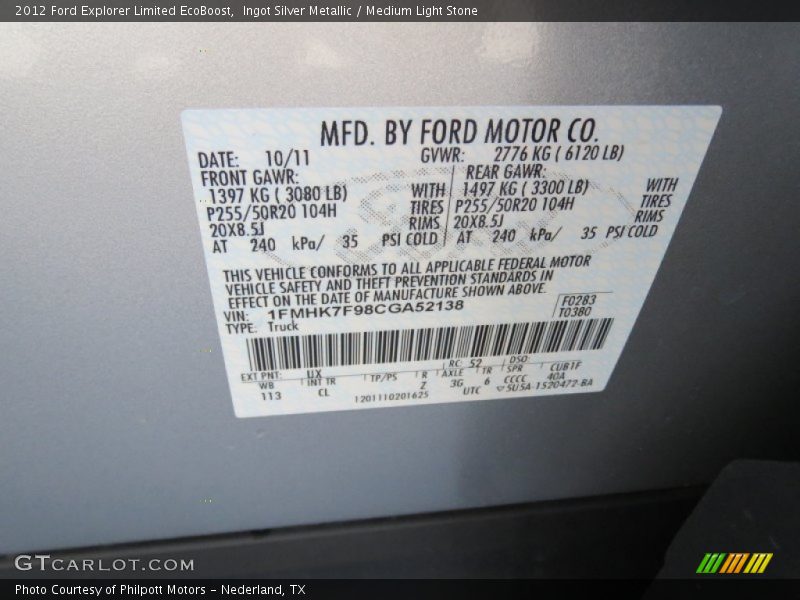 2012 Ford Explorer Limited EcoBoost, Ingot Silver Metallic / Medium Light Stone
MFD. BY FORD MOTOR CO.
DATE: 10/11 GVWR: 2776 KG ( 6120 LB)
FRONT GAWR: REAR GAWR:
1397 KG ( 3080 LB) WITH 1497 KG ( 3300 LB) WITH
P255/50R20 104H TIRES P255/50R20 104H TIRES
20X8.5J RIMS 20X8.5J RIMS
AT 240 kPa/ 35 PSI COLD AT 240 kPa/ 35 PSI COLD
THIS VEHICLE CONFORMS TO ALL APPLICABLE FEDERAL MOTOR
VEHICLE SAFETY AND THEFT PREVENTION STANDARDS IN
EFFECT ON THE DATE OF MANUFACTURE SHOWN ABOVE.
VIN: 1FMHK7F98CGA52138 F0283
TYPE: Truck T0380
EXT PNT: UX RC: 52 DSO:
WB INT TR TP/PS R AXLE TR SPR CUB1F
113 CL Z 3G 6 CCCC 40A
1201110201625 UTC 5U5A-1520472-BA
GTCARLOT.COM
Photo Courtesy of Philpott Motors - Nederland, TX